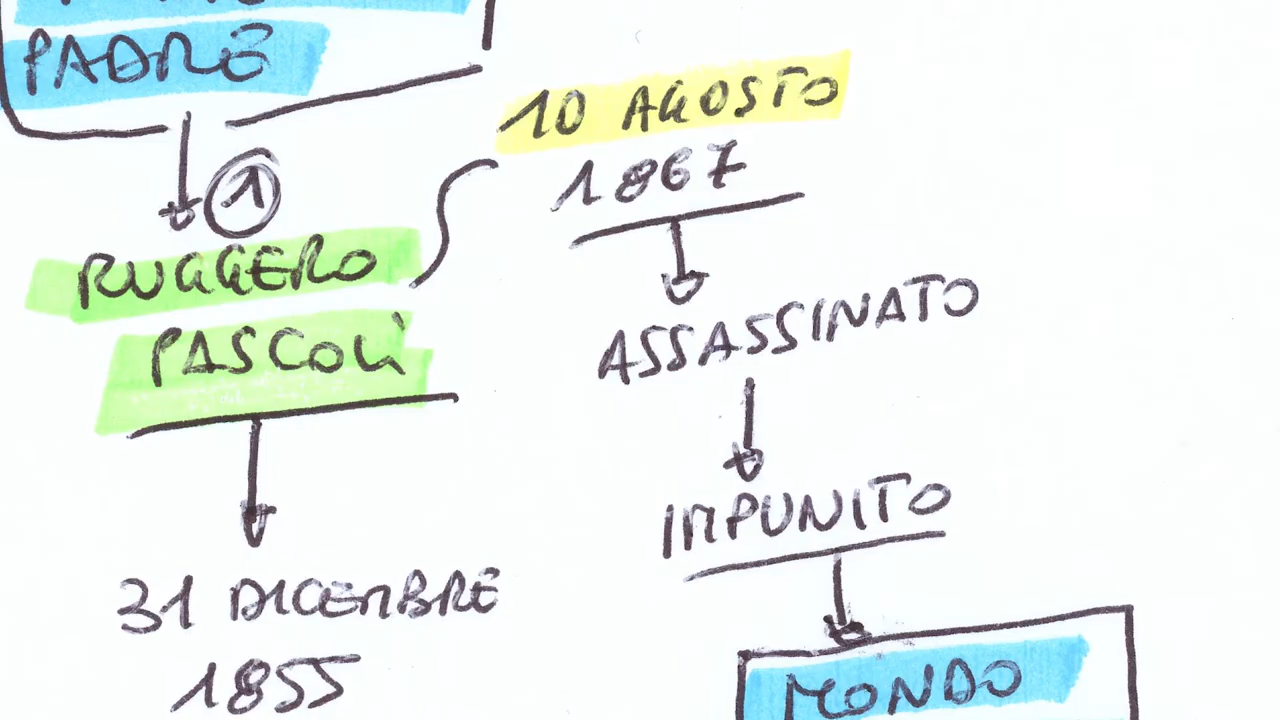 PADRE
10 AGOSTO
1867
1
RUGGERO
PASCOLI
ASSASSINATO
IMPUNITO
31 DICEMBRE
1855
MONDO